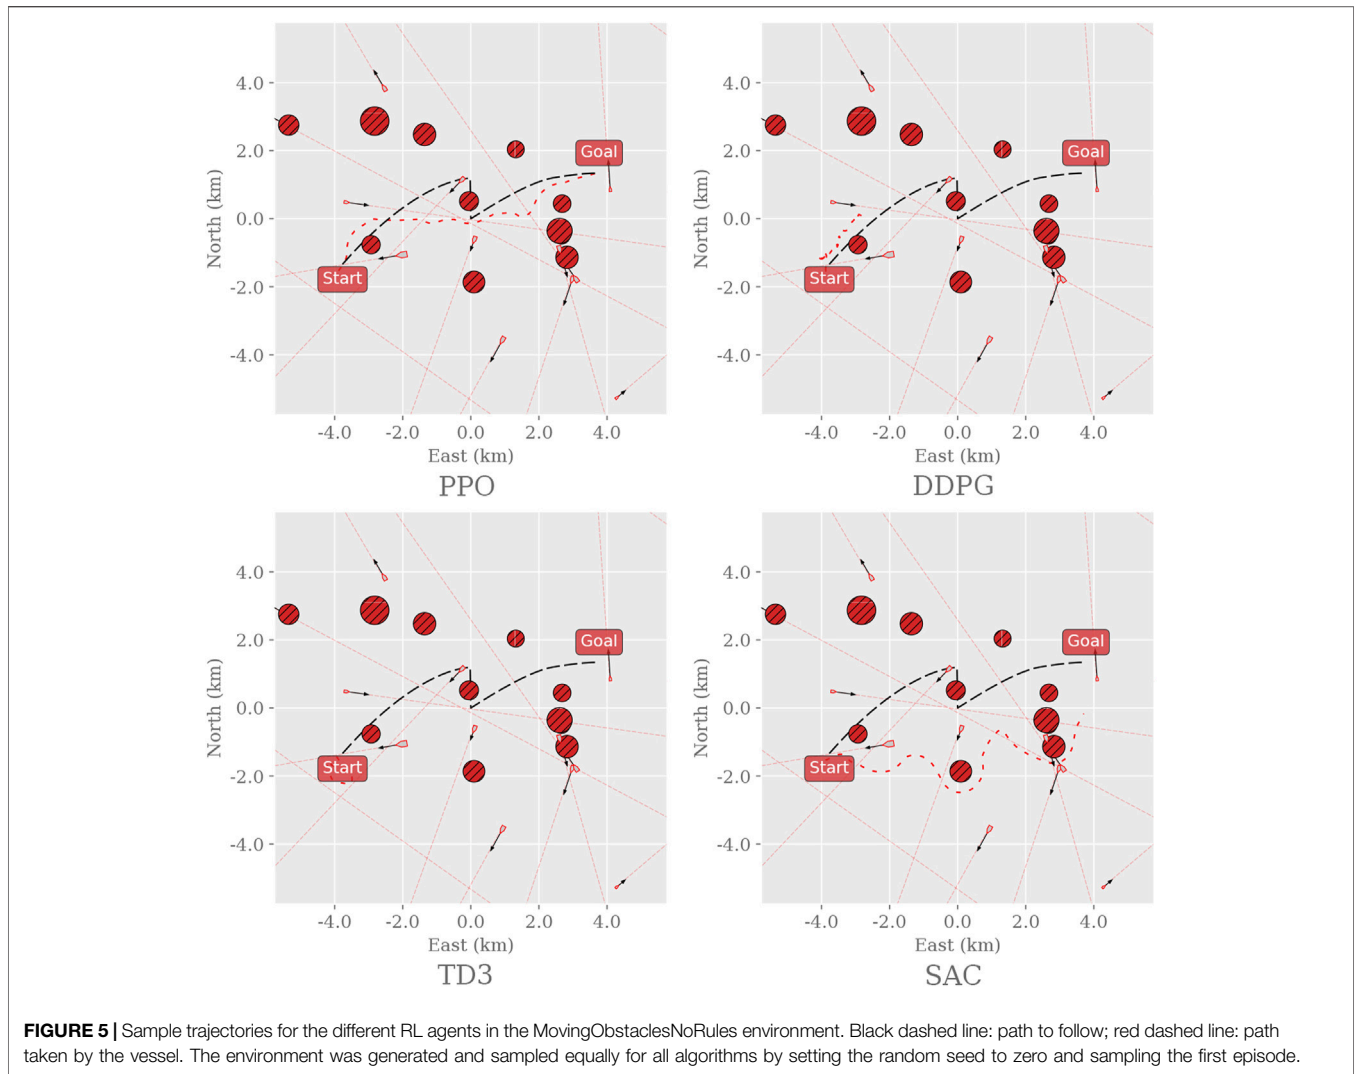 4.0
2.0
0.0
-2.0
-4.0
North (km)
Goal
Start
-4.0 -2.0 0.0 2.0 4.0
East (km)
PPO
4.0
2.0
0.0
-2.0
-4.0
North (km)
Goal
Start
-4.0 -2.0 0.0 2.0 4.0
East (km)
DDPG
4.0
2.0
0.0
-2.0
-4.0
North (km)
Goal
Start
-4.0 -2.0 0.0 2.0 4.0
East (km)
TD3
4.0
2.0
0.0
-2.0
-4.0
North (km)
Goal
Start
-4.0 -2.0 0.0 2.0 4.0
East (km)
SAC
FIGURE 5 | Sample trajectories for the different RL agents in the MovingObstaclesNoRules environment. Black dashed line: path to follow; red dashed line: path
taken by the vessel. The environment was generated and sampled equally for all algorithms by setting the random seed to zero and sampling the first episode.